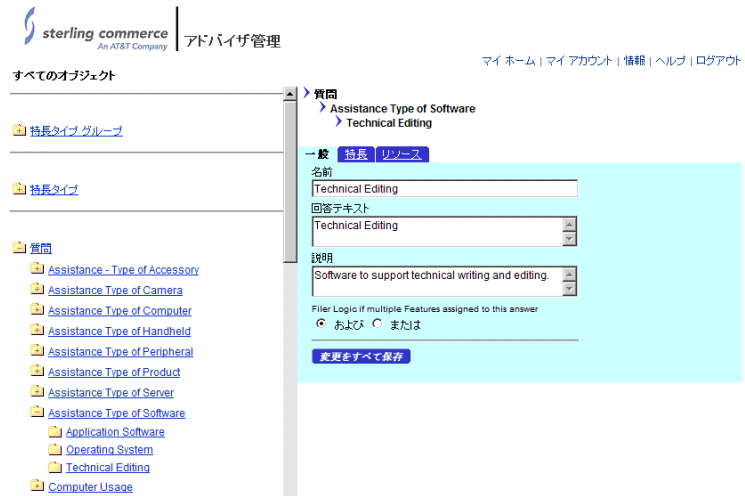 sterling commerce
An AT&T Company
アドバイザ管理
マイ ホーム | マイ アカウント | 情報 | ヘルプ | ログアウト
すべてのオブジェクト
特長タイプ グループ
特長タイプ
質問
Assistance - Type of Accessory
Assistance Type of Camera
Assistance Type of Computer
Assistance Type of Handheld
Assistance Type of Peripheral
Assistance Type of Product
Assistance Type of Server
Assistance Type of Software
Application Software
Operating System
Technical Editing
Computer Usage
質問
Assistance Type of Software
Technical Editing
一般 特長 リソース
名前
Technical Editing
回答テキスト
Technical Editing
説明
Software to support technical writing and editing.
Filer Logic if multiple Features assigned to this answer
および または
変更をすべて保存